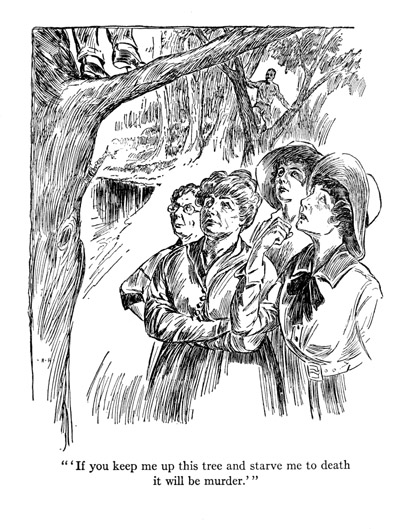 "'If you keep me up this tree and starve me to death
it will be murder.'"